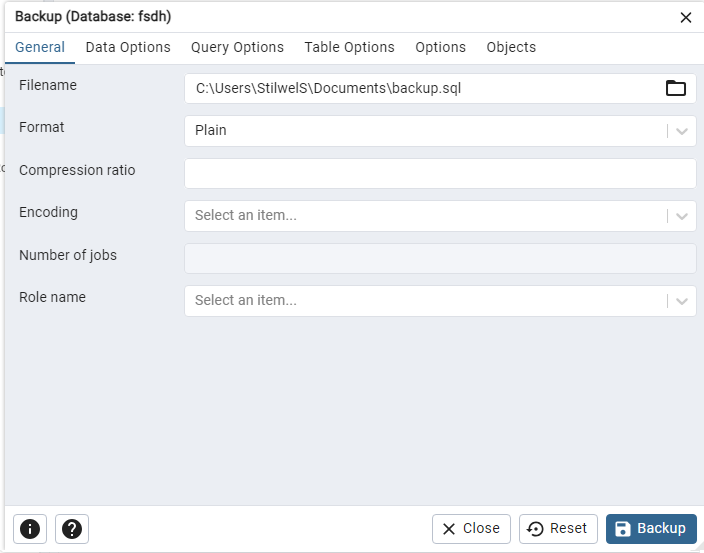 Backup (Database: fsdh)
General Data Options Query Options Table Options Options Objects
Filename C:\Users\StilwelS\Documents\backup.sql
Format Plain
Compression ratio
Encoding Select an item...
Number of jobs
Role name Select an item...
Close Reset Backup